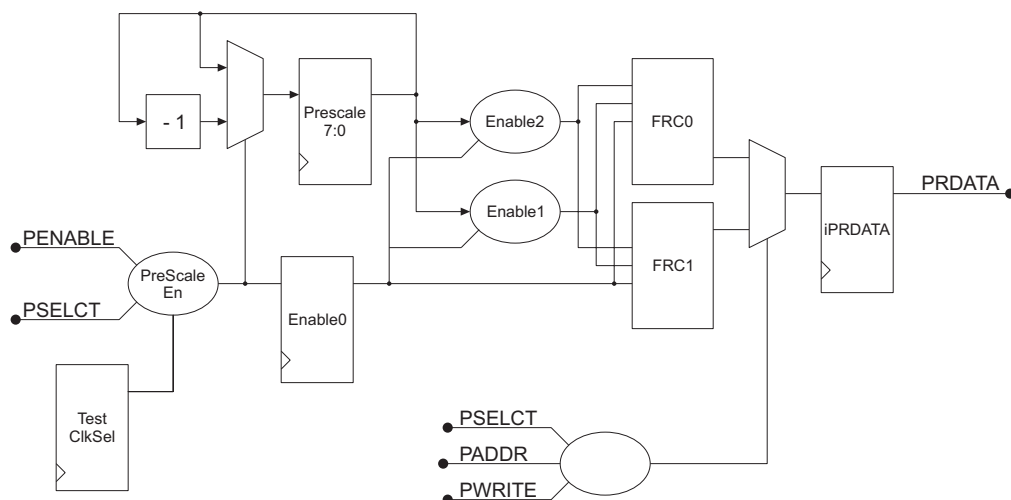 - 1
Prescale
7:0
Enable2
FRC0
PRDATA
Enable1
iPRDATA
PENABLE
PreScale
En
FRC1
PSELCT
Enable0
Test
ClkSel
PSELCT
PADDR
PWRITE